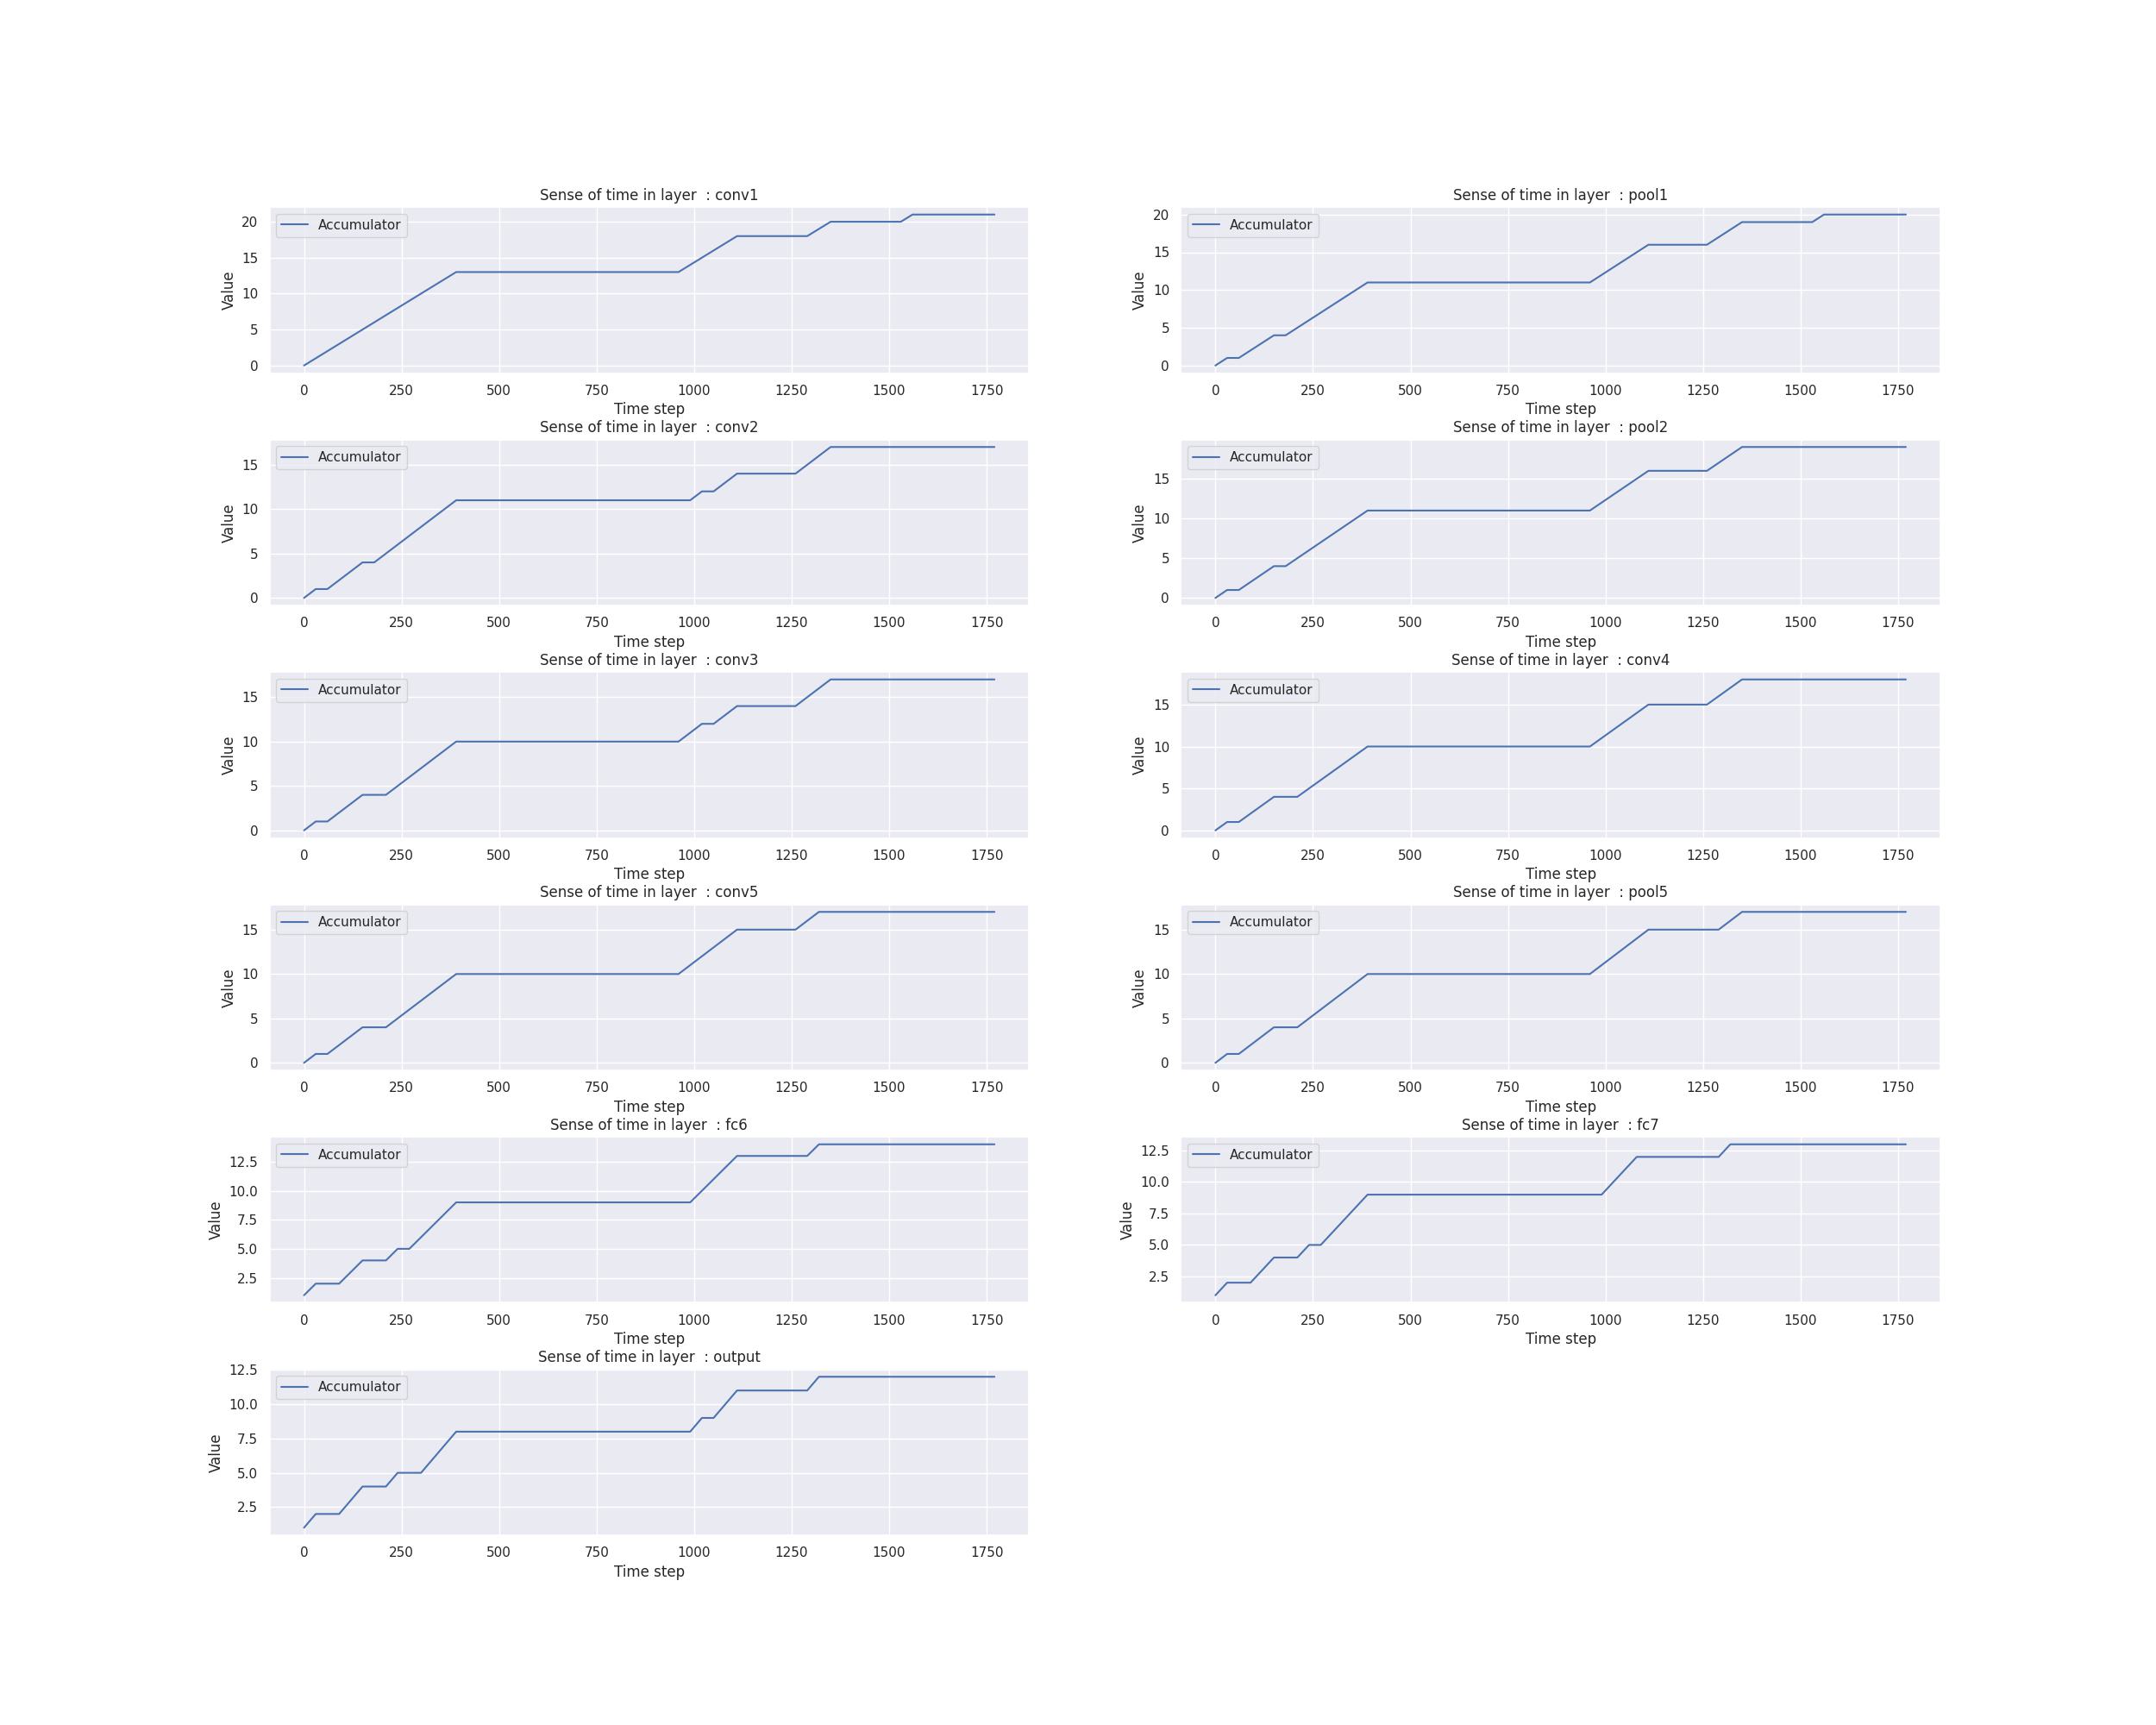 Sense of time in layer  : conv1
Accumulator
Value
20
15
10
5
0
0 250 500 750 1000 1250 1500 1750
Time step
Sense of time in layer  : pool1
Accumulator
Value
20
15
10
5
0
0 250 500 750 1000 1250 1500 1750
Time step
Sense of time in layer  : conv2
Accumulator
Value
15
10
5
0
0 250 500 750 1000 1250 1500 1750
Time step
Sense of time in layer  : pool2
Accumulator
Value
15
10
5
0
0 250 500 750 1000 1250 1500 1750
Time step
Sense of time in layer  : conv3
Accumulator
Value
15
10
5
0
0 250 500 750 1000 1250 1500 1750
Time step
Sense of time in layer  : conv4
Accumulator
Value
15
10
5
0
0 250 500 750 1000 1250 1500 1750
Time step
Sense of time in layer  : conv5
Accumulator
Value
15
10
5
0
0 250 500 750 1000 1250 1500 1750
Time step
Sense of time in layer  : pool5
Accumulator
Value
15
10
5
0
0 250 500 750 1000 1250 1500 1750
Time step
Sense of time in layer  : fc6
Accumulator
Value
12.5
10.0
7.5
5.0
2.5
0 250 500 750 1000 1250 1500 1750
Time step
Sense of time in layer  : fc7
Accumulator
Value
12.5
10.0
7.5
5.0
2.5
0 250 500 750 1000 1250 1500 1750
Time step
Sense of time in layer  : output
Accumulator
Value
12.5
10.0
7.5
5.0
2.5
0 250 500 750 1000 1250 1500 1750
Time step